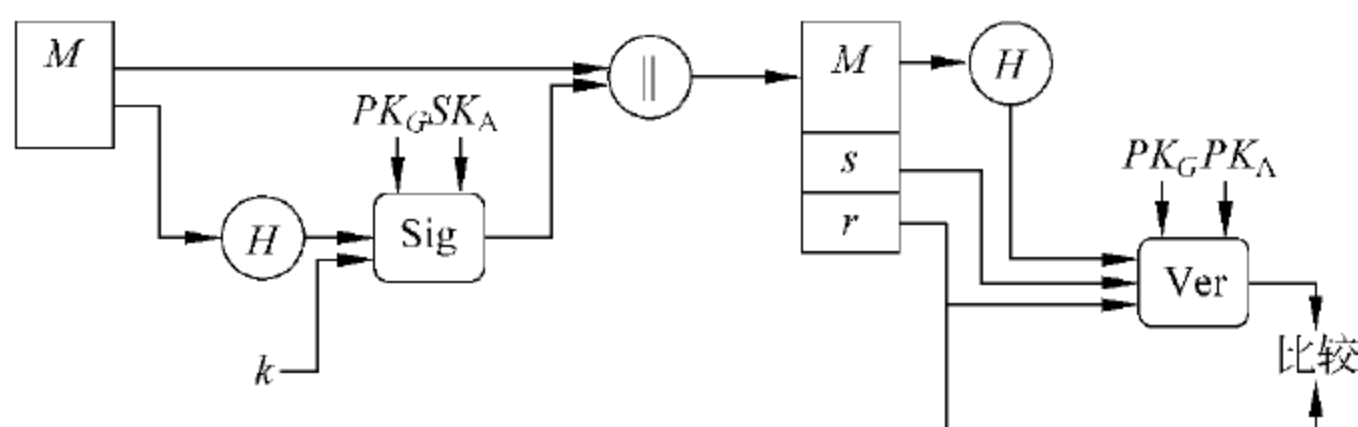 M
||
M
H
PK_G SK_A
s
PK_G PK_A
H
Sig
r
Ver
k
比较